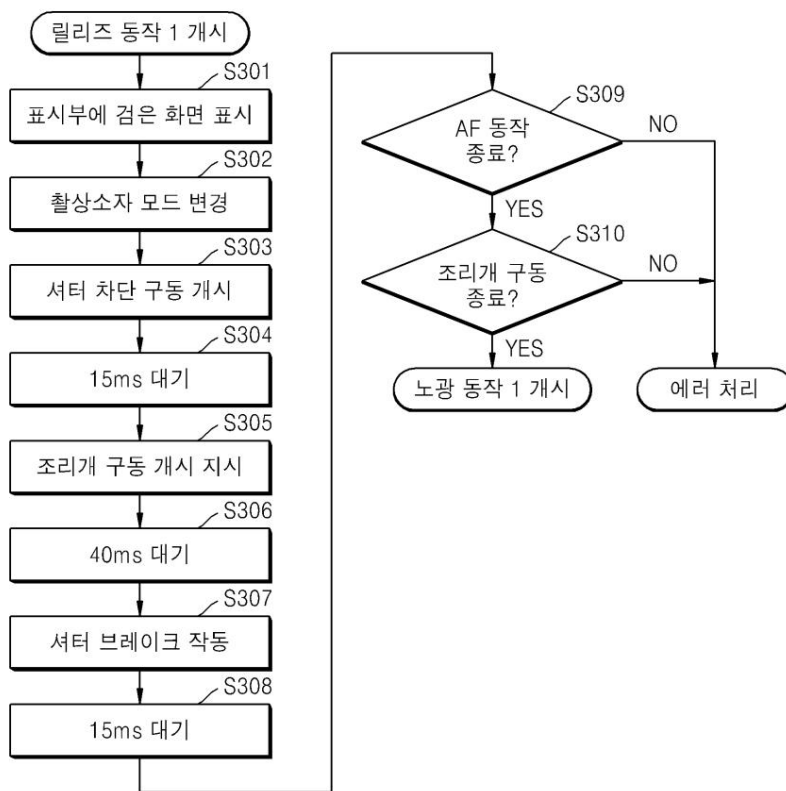 릴리즈 동작 1 개시
S301
표시부에 검은 화면 표시
S302
촬상소자 모드 변경
S303
셔터 차단 구동 개시
S304
15ms 대기
S305
조리개 구동 개시 지시
S306
40ms 대기
S307
셔터 브레이크 작동
S308
15ms 대기
S309
AF 동작
종료?
NO
YES
S310
조리개 구동
종료?
NO
YES
노광 동작 1 개시
에러 처리